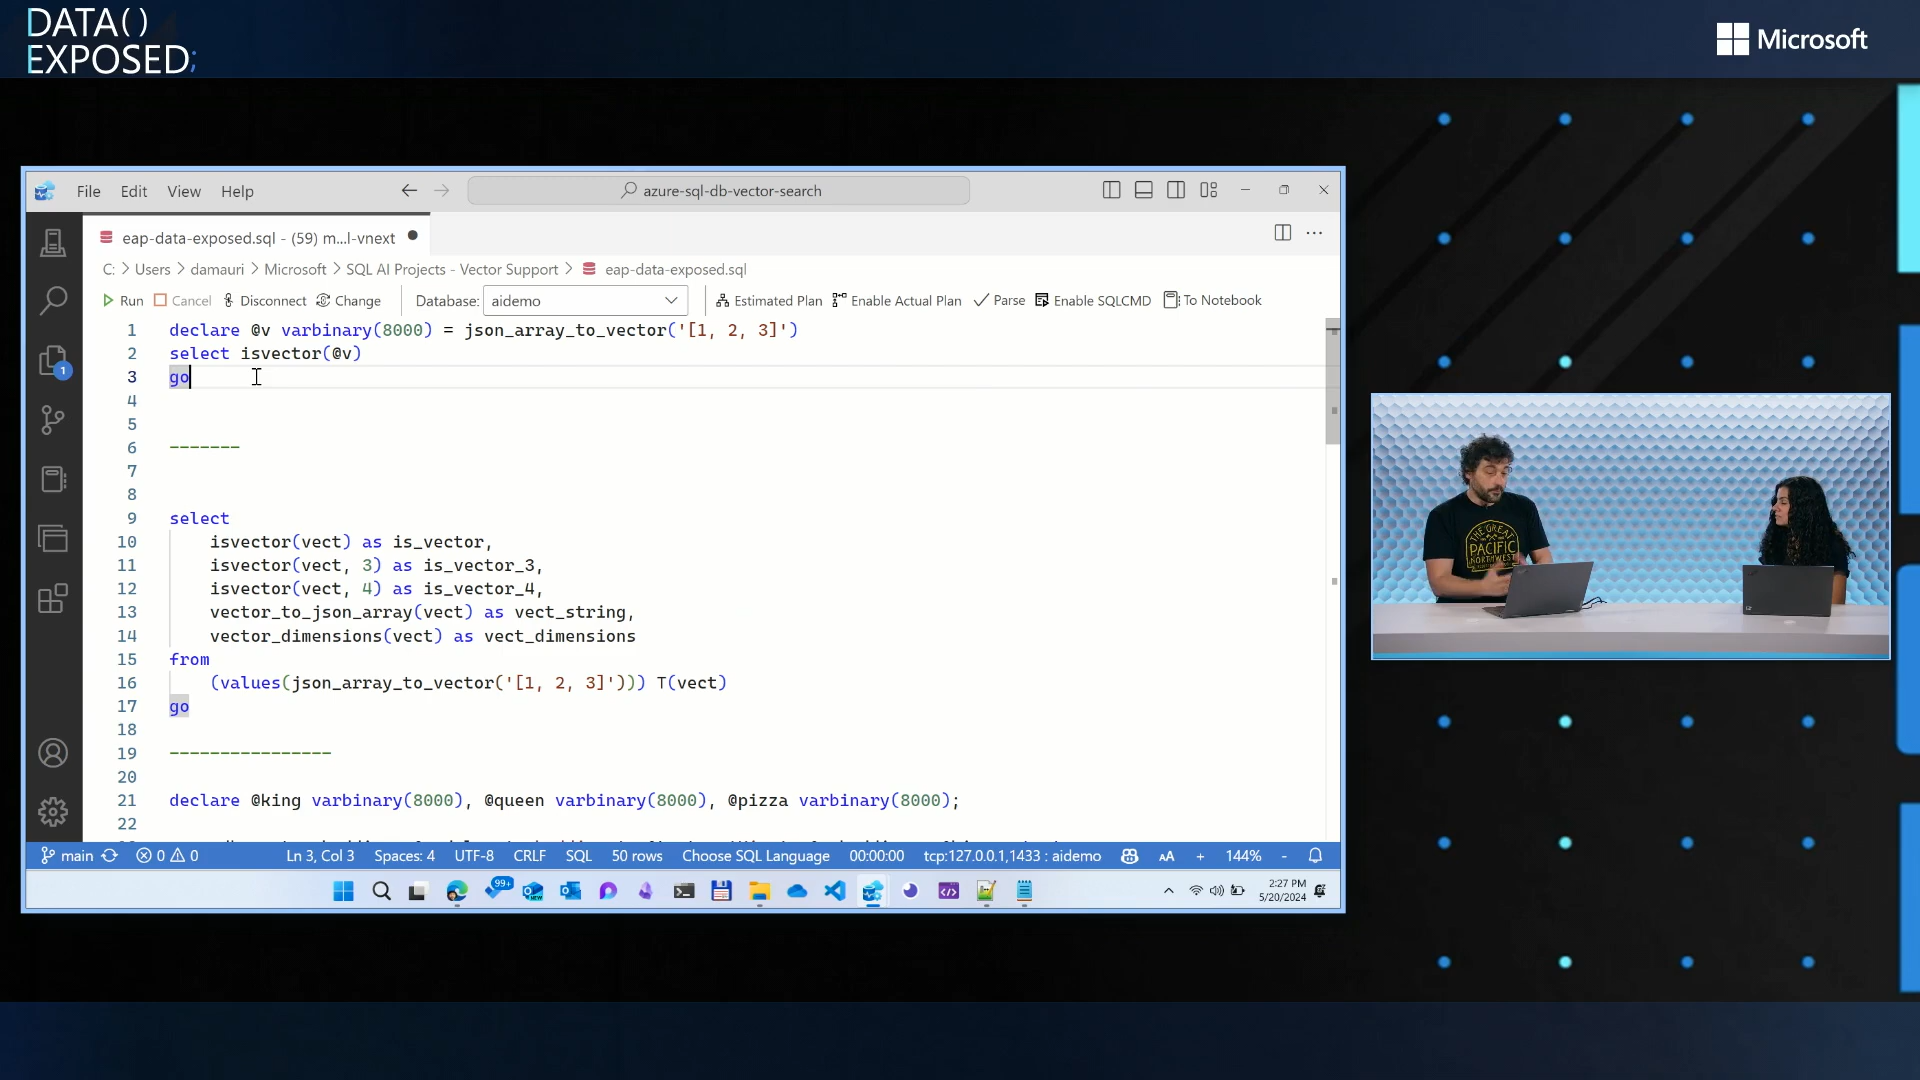 DATA()
EXPOSED;
Microsoft
File Edit View Help
azure-sql-db-vector-search
eap-data-exposed.sql - (59) m...l-vnext
C: > Users > damauri > Microsoft > SQL AI Projects - Vector Support > eap-data-exposed.sql
Run Cancel Disconnect Change Database: aidemo Estimated Plan Enable Actual Plan Parse Enable SQLCMD To Notebook
1 declare @v varbinary(8000) = json_array_to_vector('[1, 2, 3]')
2 select isvector(@v)
3 go
4
5
6 -------
7
8
9 select
10 isvector(vect) as is_vector,
11 isvector(vect, 3) as is_vector_3,
12 isvector(vect, 4) as is_vector_4,
13 vector_to_json_array(vect) as vect_string,
14 vector_dimensions(vect) as vect_dimensions
15 from
16 (values(json_array_to_vector('[1, 2, 3]'))) T(vect)
17 go
18
19 ----------------
20
21 declare @king varbinary(8000), @queen varbinary(8000), @pizza varbinary(8000);
22
1
main 0 0 Ln 3, Col 3 Spaces: 4 UTF-8 CRLF SQL 50 rows Choose SQL Language 00:00:00 tcp:127.0.0.1,1433 : aidemo AA + 144% -
99+
NEW
2:27 PM
5/20/2024
THE GREAT
PACIFIC
NORTHWEST